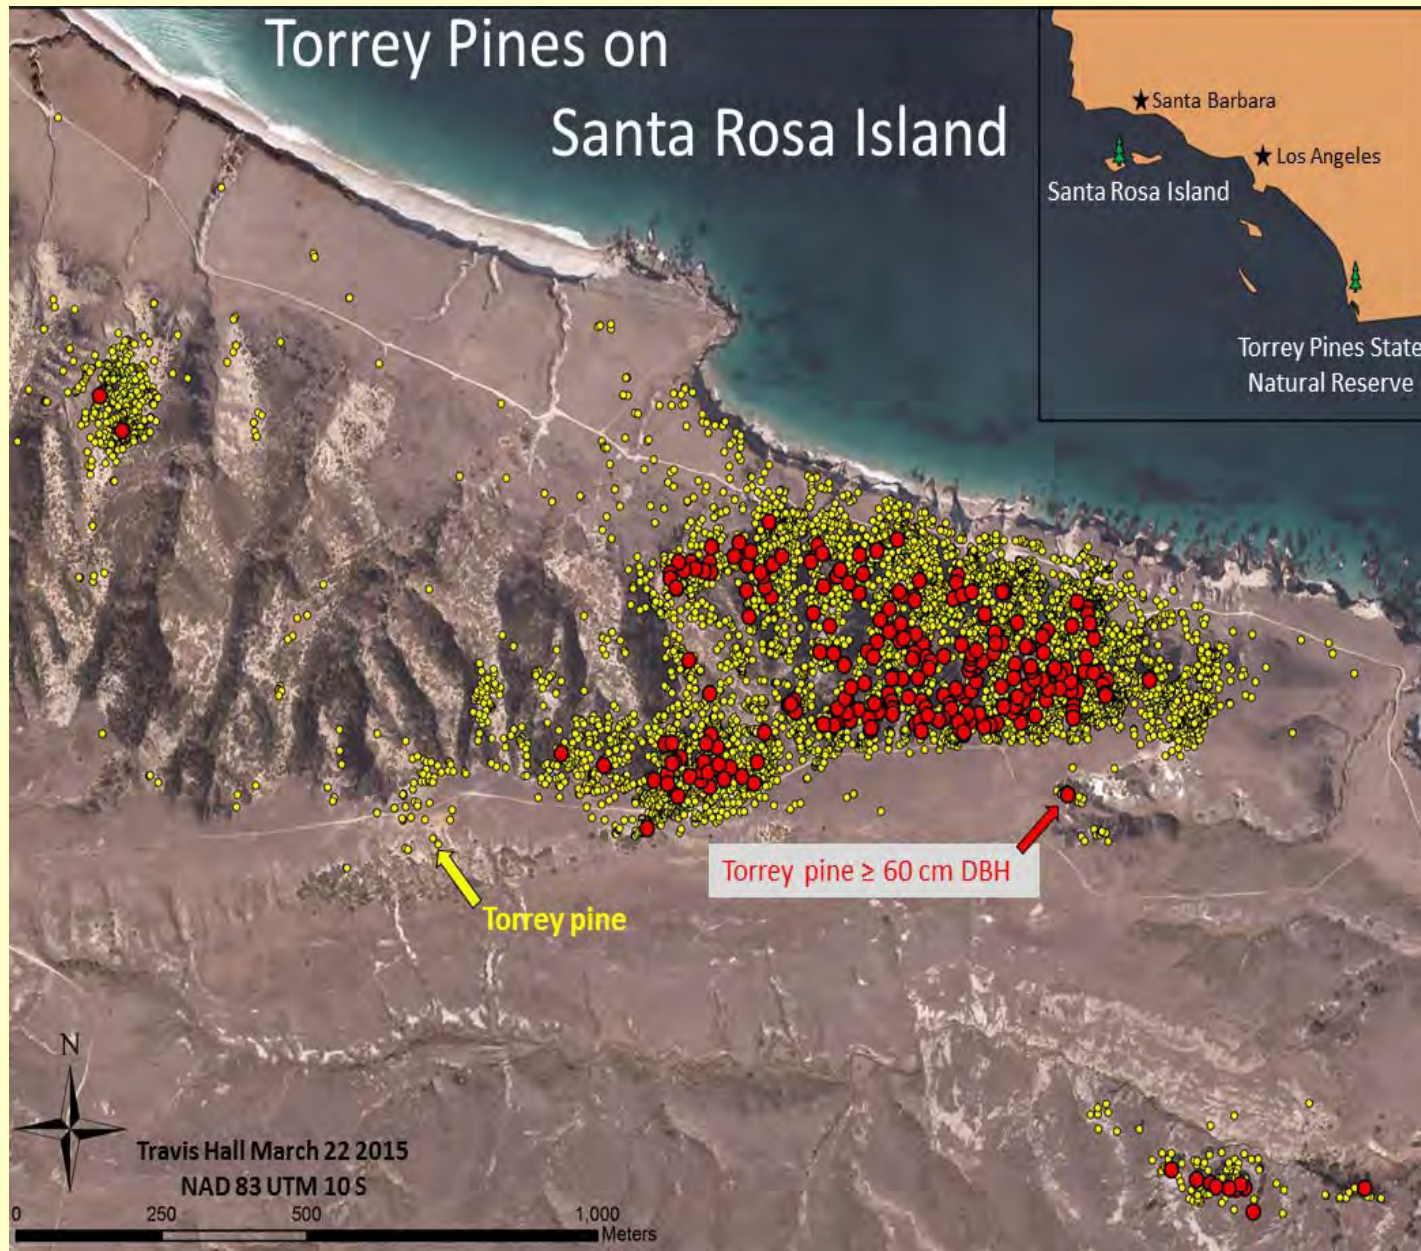 Torrey Pines on
Santa Rosa Island
Santa Barbara
Los Angeles
Santa Rosa Island
Torrey Pines State
Natural Reserve
Torrey pine ≥ 60 cm DBH
Torrey pine
N
Travis Hall March 22 2015
NAD 83 UTM 10 S
0 250 500 1,000
Meters